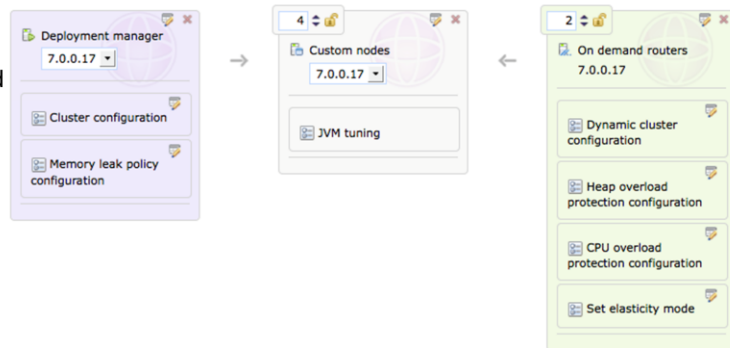 d
Deployment manager
7.0.0.17
Cluster configuration
Memory leak policy
configuration
4
Custom nodes
7.0.0.17
JVM tuning
2
On demand routers
7.0.0.17
Dynamic cluster
configuration
Heap overload
protection configuration
CPU overload
protection configuration
Set elasticity mode